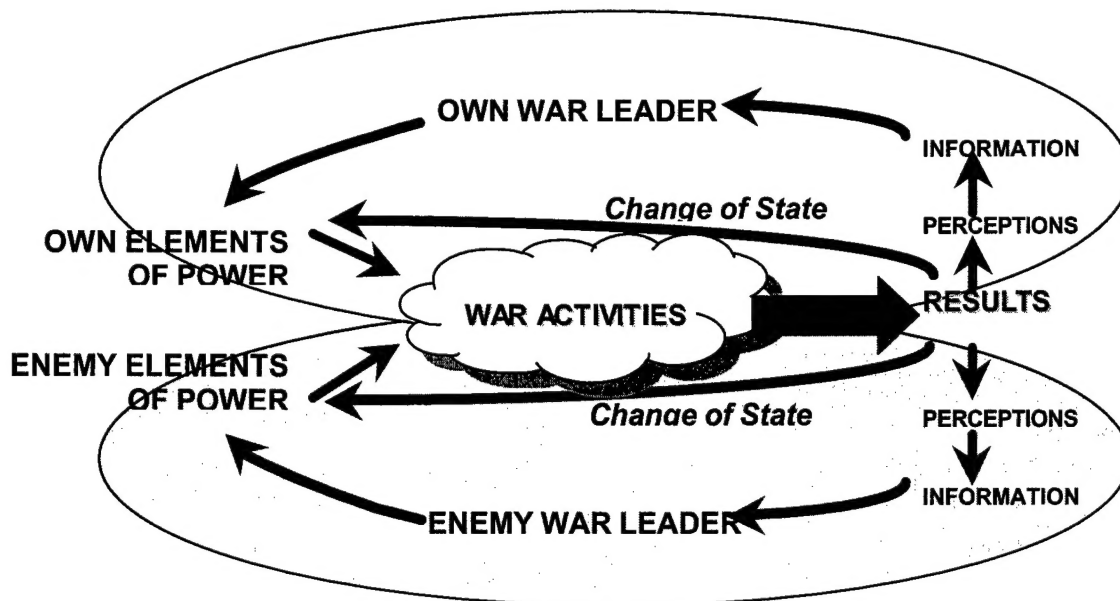 OWN WAR LEADER
INFORMATION
Change of State
PERCEPTIONS
OWN ELEMENTS
OF POWER
WAR ACTIVITIES
RESULTS
ENEMY ELEMENTS
OF POWER
Change of State
PERCEPTIONS
INFORMATION
ENEMY WAR LEADER